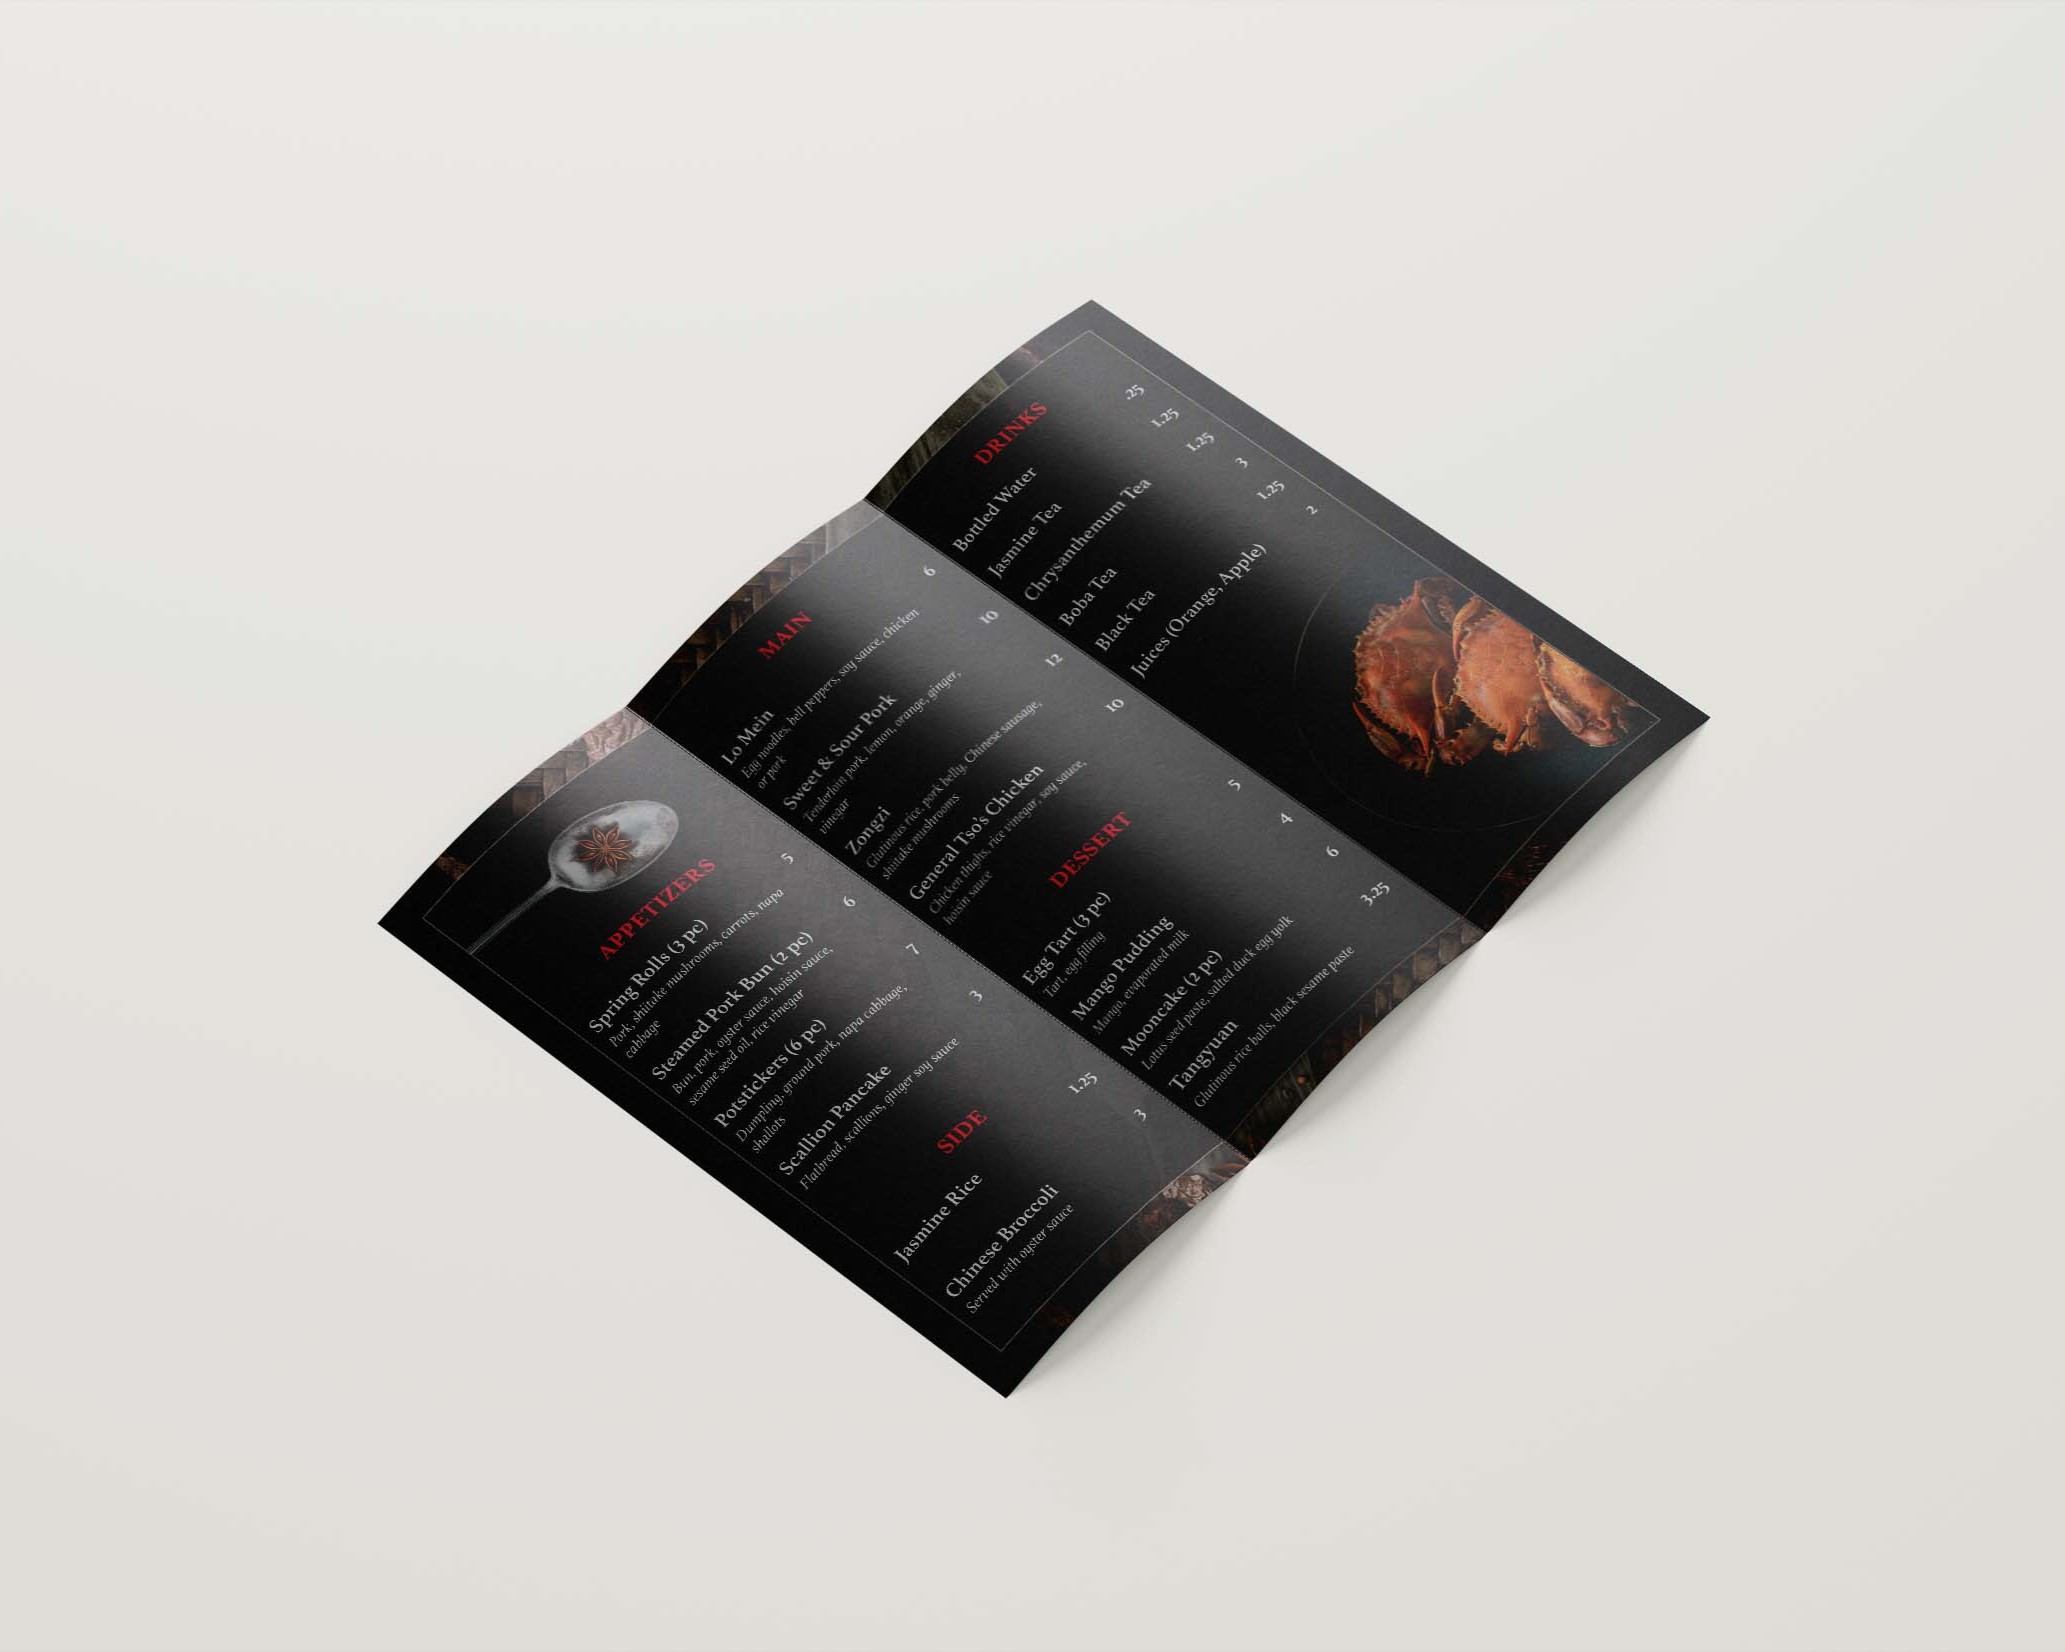 APPETIZERS
Spring Rolls (3 pc) 5
Pork, shiitake mushrooms, carrots, napa
cabbage
Steamed Pork Bun (2 pc) 6
Bun, pork, oyster sauce, hoisin sauce,
sesame seed oil, rice vinegar
Potstickers (6 pc) 7
Dumpling, ground pork, napa cabbage,
shallots
Scallion Pancake 3
Flatbread, scallions, ginger soy sauce
SIDE
Jasmine Rice 1.25
Chinese Broccoli 3
Served with oyster sauce
MAIN
Lo Mein 6
Egg noodles, bell peppers, soy sauce, chicken
or pork
Sweet & Sour Pork 10
Tenderloin pork, lemon, orange, ginger,
vinegar
Zongzi 12
Glutinous rice, pork belly, Chinese sausage,
shiitake mushrooms
General Tso's Chicken 10
Chicken thighs, rice vinegar, soy sauce,
hoisin sauce
DESSERT
Egg Tart (3 pc) 5
Tart, egg filling
Mango Pudding 4
Mango, evaporated milk
Mooncake (2 pc) 6
Lotus seed paste, salted duck egg yolk
Tangyuan 3.25
Glutinous rice balls, black sesame paste
DRINKS
Bottled Water .25
Jasmine Tea 1.25
Chrysanthemum Tea 1.25
Boba Tea 3
Black Tea 1.25
Juices (Orange, Apple) 2